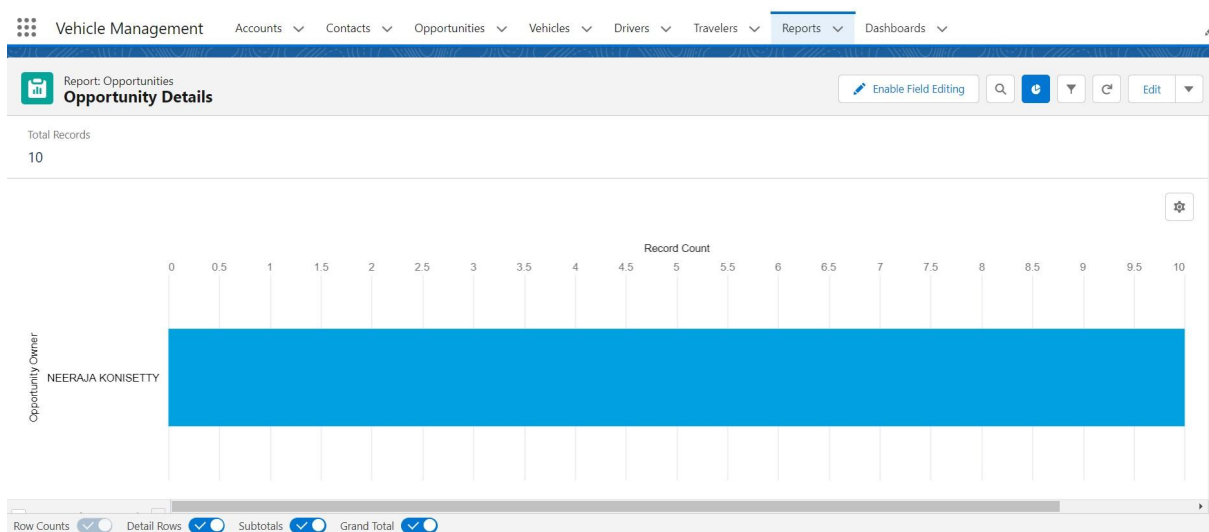 Vehicle Management Accounts Contacts Opportunities Vehicles Drivers Travelers Reports Dashboards
Report: Opportunities
Opportunity Details
Enable Field Editing Edit
Total Records
10
Record Count
0 0.5 1 1.5 2 2.5 3 3.5 4 4.5 5 5.5 6 6.5 7 7.5 8 8.5 9 9.5 10
Opportunity Owner
NEERAJA KONISETTY
Row Counts Detail Rows Subtotals Grand Total